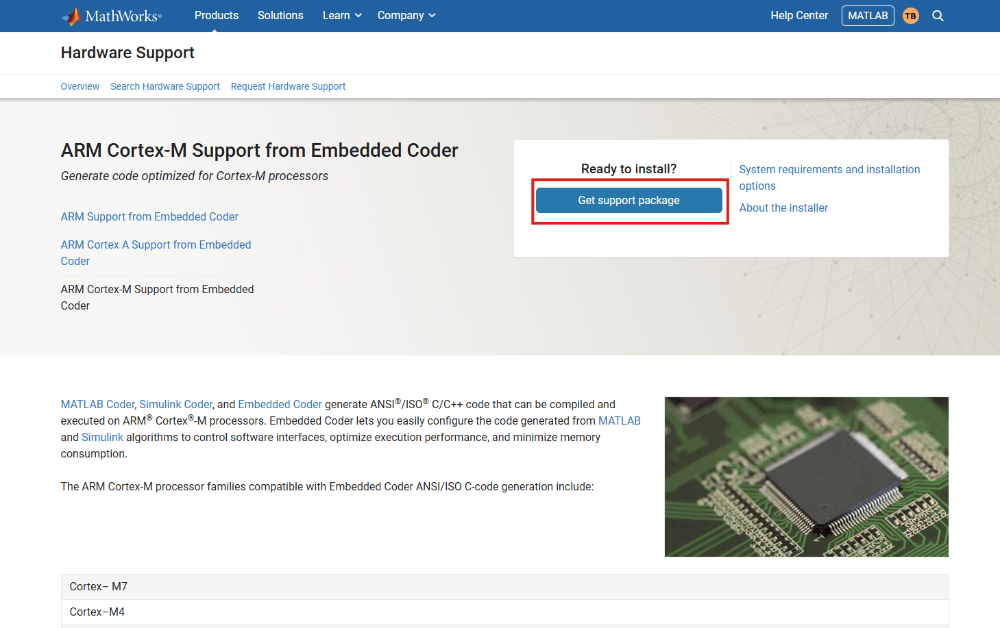 MathWorks®
Products
Solutions
Learn
Company
Help Center
MATLAB
TB
Hardware Support
Overview
Search Hardware Support
Request Hardware Support
ARM Cortex-M Support from Embedded Coder
Generate code optimized for Cortex-M processors
ARM Support from Embedded Coder
ARM Cortex A Support from Embedded
Coder
ARM Cortex-M Support from Embedded
Coder
Ready to install?
Get support package
System requirements and installation
options
About the installer
MATLAB Coder, Simulink Coder, and Embedded Coder generate ANSI®/ISO® C/C++ code that can be compiled and
executed on ARM® Cortex®-M processors. Embedded Coder lets you easily configure the code generated from MATLAB
and Simulink algorithms to control software interfaces, optimize execution performance, and minimize memory
consumption.
The ARM Cortex-M processor families compatible with Embedded Coder ANSI/ISO C-code generation include:
Cortex– M7
Cortex–M4